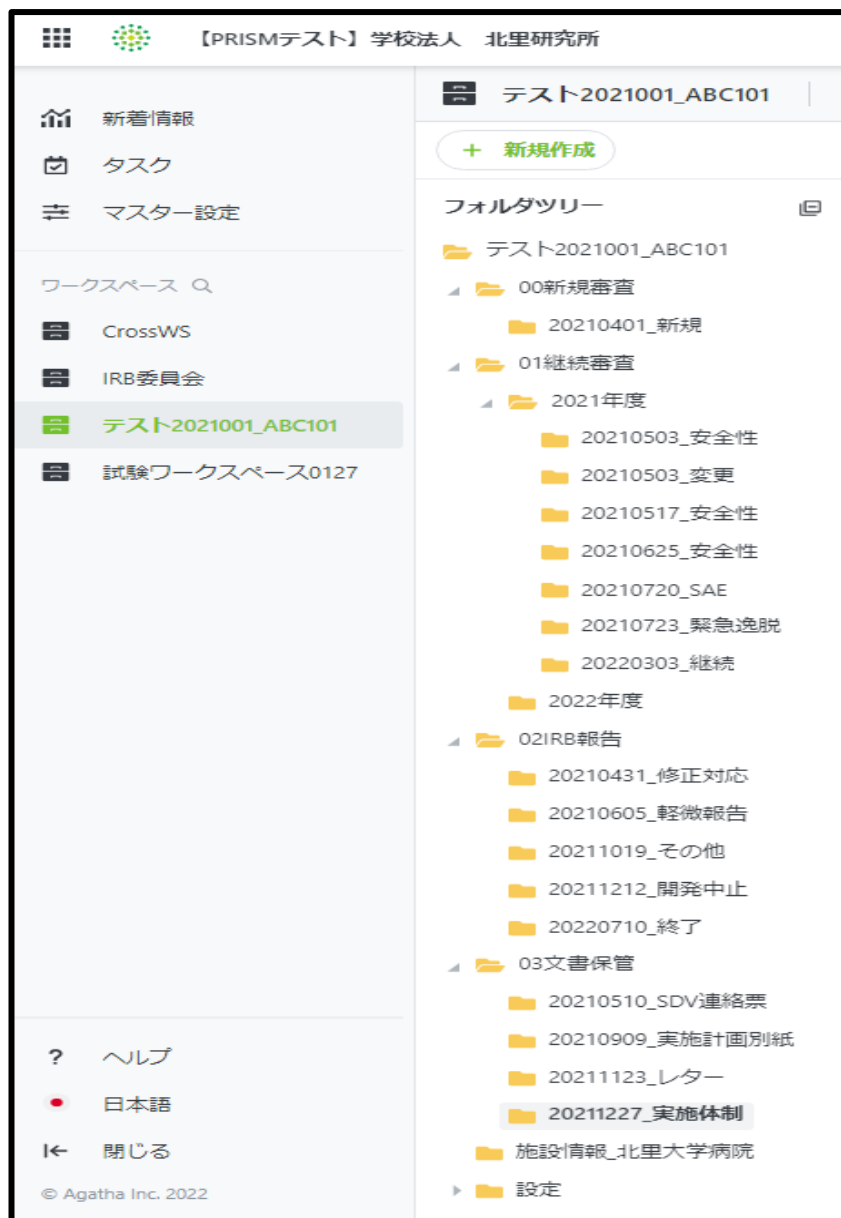 【PRISMテスト】学校法人　北里研究所
新着情報
タスク
マスター設定
ワークスペース
CrossWS
IRB委員会
テスト2021001_ABC101
試験ワークスペース0127
? ヘルプ
日本語
閉じる
© Agatha Inc. 2022
テスト2021001_ABC101
+ 新規作成
フォルダツリー
テスト2021001_ABC101
00新規審査
20210401_新規
01継続審査
2021年度
20210503_安全性
20210503_変更
20210517_安全性
20210625_安全性
20210720_SAE
20210723_緊急逸脱
20220303_継続
2022年度
02IRB報告
20210431_修正対応
20210605_軽微報告
20211019_その他
20211212_開発中止
20220710_終了
03文書保管
20210510_SDV連絡票
20210909_実施計画別紙
20211123_レター
20211227_実施体制
施設情報_北里大学病院
設定